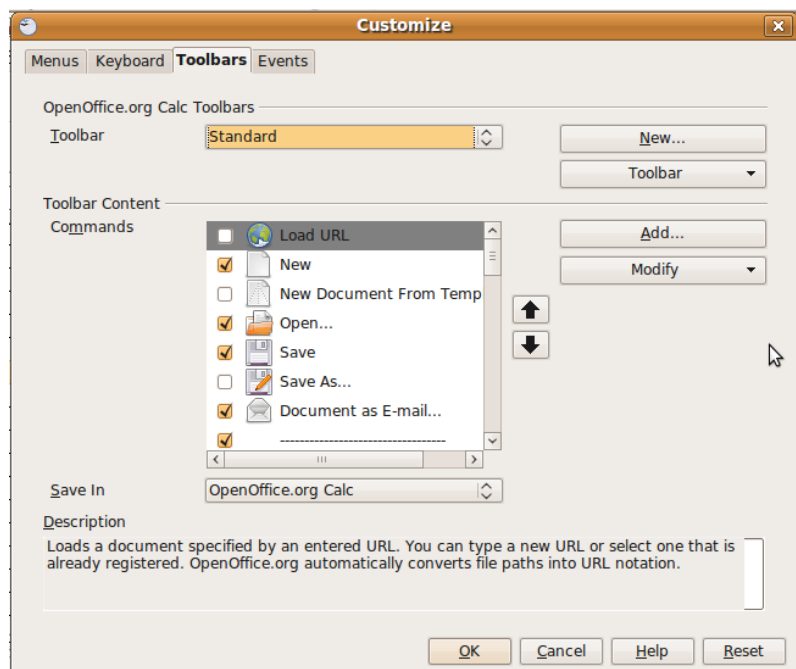 Customize
Menus Keyboard Toolbars Events
OpenOffice.org Calc Toolbars
Toolbar Standard New...
Toolbar
Toolbar Content
Commands Add...
Load URL
New Modify
New Document From Temp
Open...
Save
Save As...
Document as E-mail...
----------------------------------
Save In OpenOffice.org Calc
Description
Loads a document specified by an entered URL. You can type a new URL or select one that is
already registered. OpenOffice.org automatically converts file paths into URL notation.
OK Cancel Help Reset